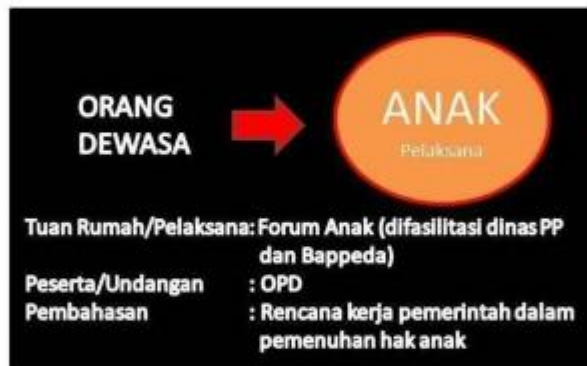 ORANG
DEWASA
ANAK
Pelaksana
Tuan Rumah/Pelaksana: Forum Anak (difasilitasi dinas PP
dan Bappeda)
Peserta/Undangan : OPD
Pembahasan : Rencana kerja pemerintah dalam
pemenuhan hak anak